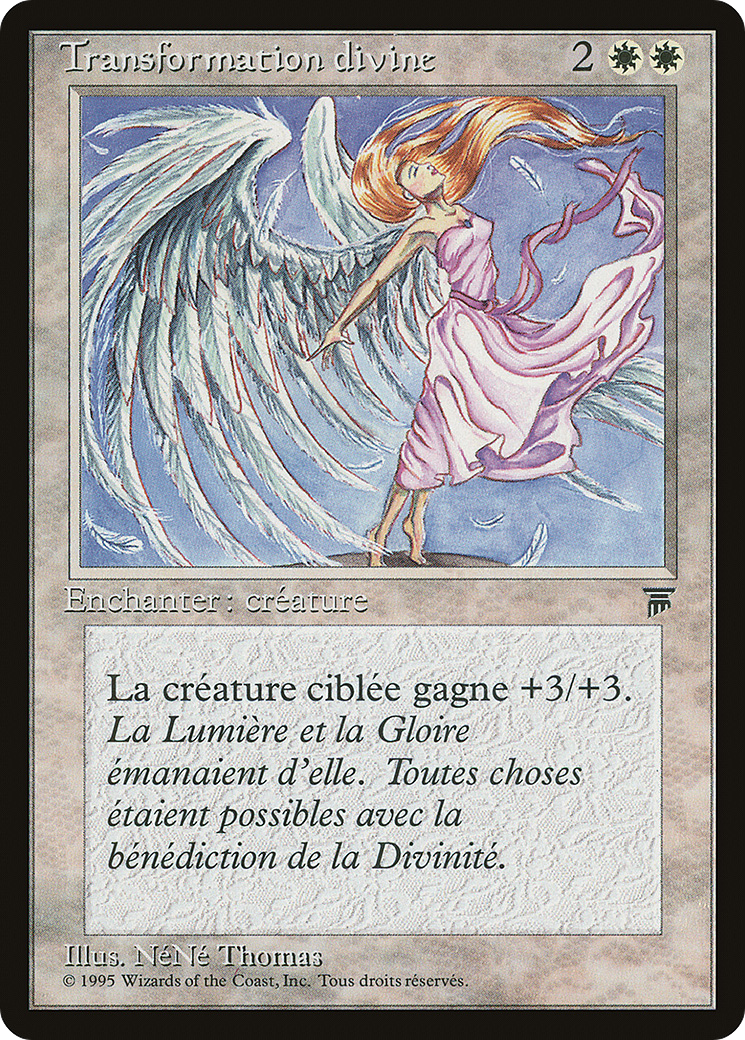 Transformation divine 2
Enchanter : créature
La créature ciblée gagne +3/+3.
La Lumière et la Gloire
émanaient d'elle. Toutes choses
étaient possibles avec la
bénédiction de la Divinité.
Illus. NéNé Thomas
© 1995 Wizards of the Coast, Inc. Tous droits réservés.